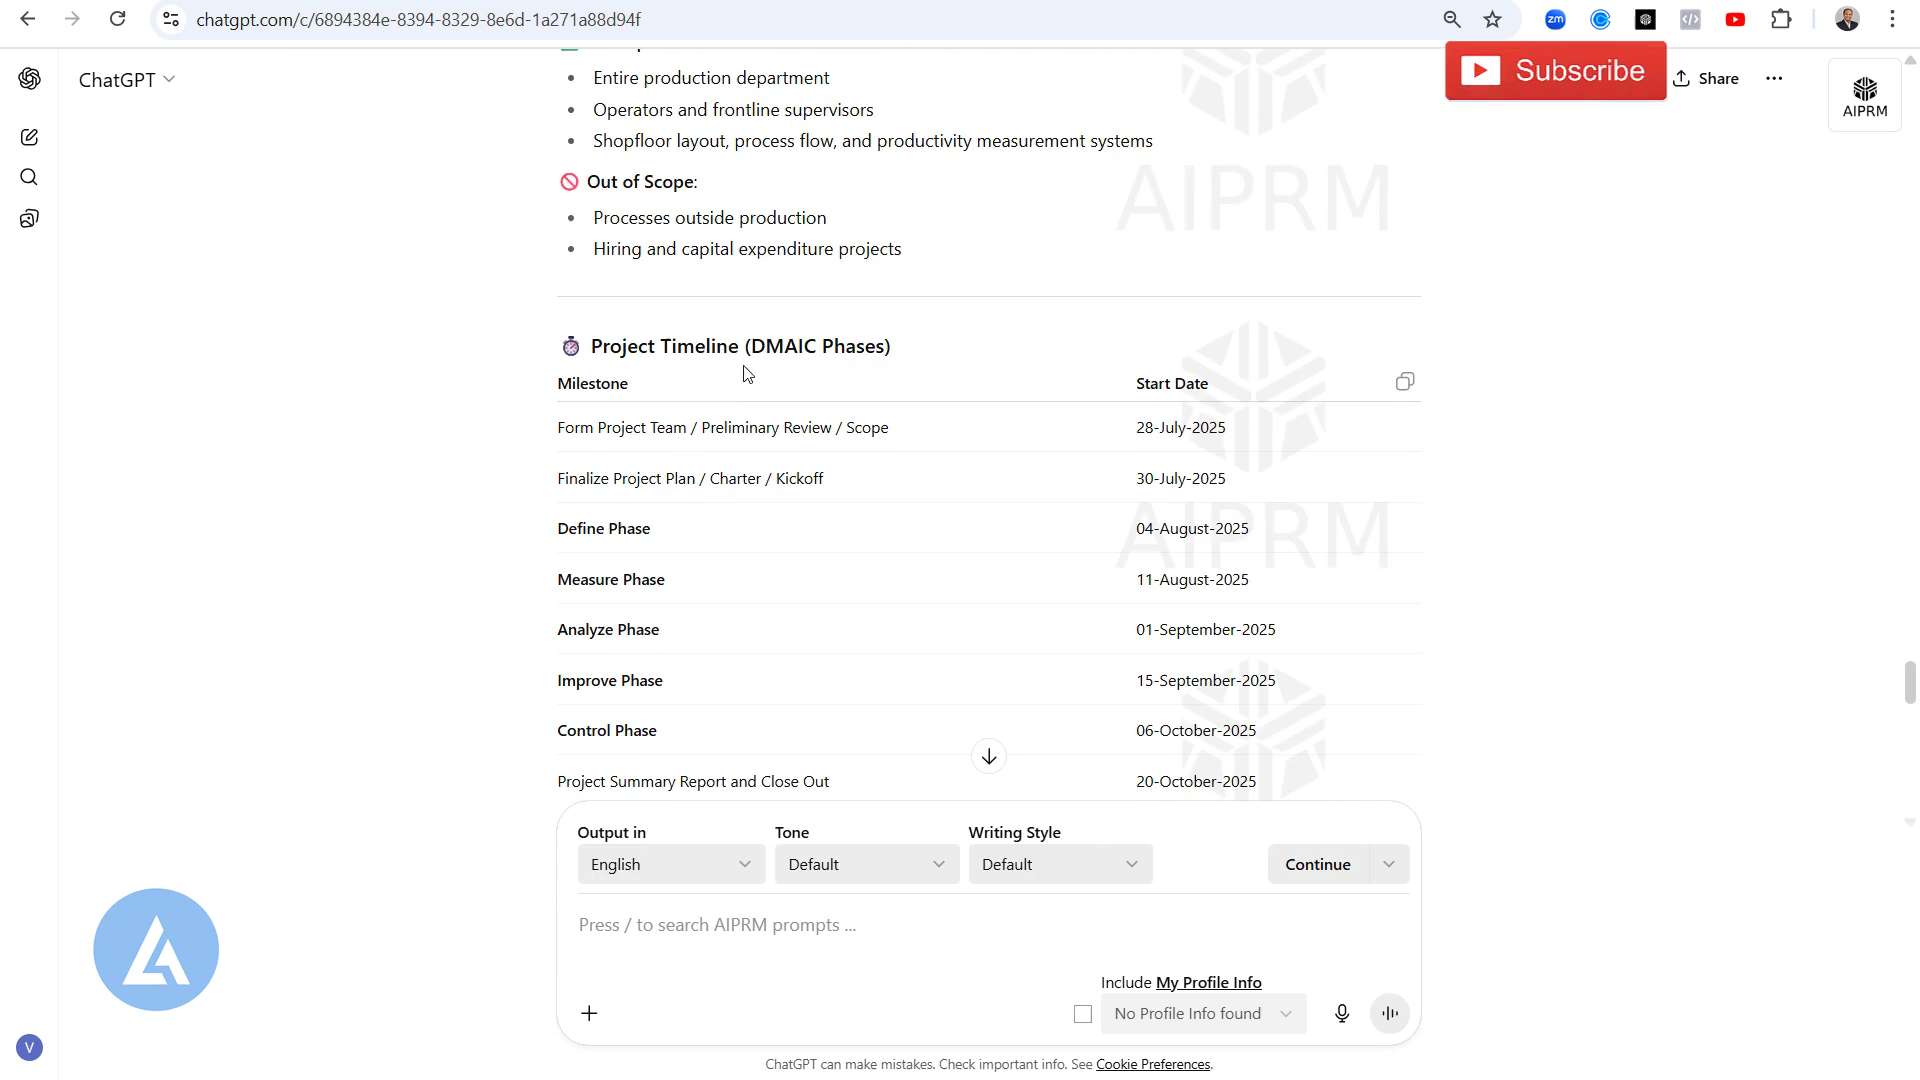 chatgpt.com/c/6894384e-8394-8329-8e6d-1a271a88d94f
zm
Subscribe
ChatGPT
Share
AIPRM
Entire production department
Operators and frontline supervisors
Shopfloor layout, process flow, and productivity measurement systems
AIPRM
Out of Scope:
Processes outside production
Hiring and capital expenditure projects
Project Timeline (DMAIC Phases)
Milestone Start Date
Form Project Team / Preliminary Review / Scope 28-July-2025
Finalize Project Plan / Charter / Kickoff 30-July-2025
Define Phase 04-August-2025
AIPRM
Measure Phase 11-August-2025
Analyze Phase 01-September-2025
Improve Phase 15-September-2025
Control Phase 06-October-2025
Project Summary Report and Close Out 20-October-2025
Output in Tone Writing Style
English Default Default Continue
Press / to search AIPRM prompts ...
Include My Profile Info
No Profile Info found
V
ChatGPT can make mistakes. Check important info. See Cookie Preferences.